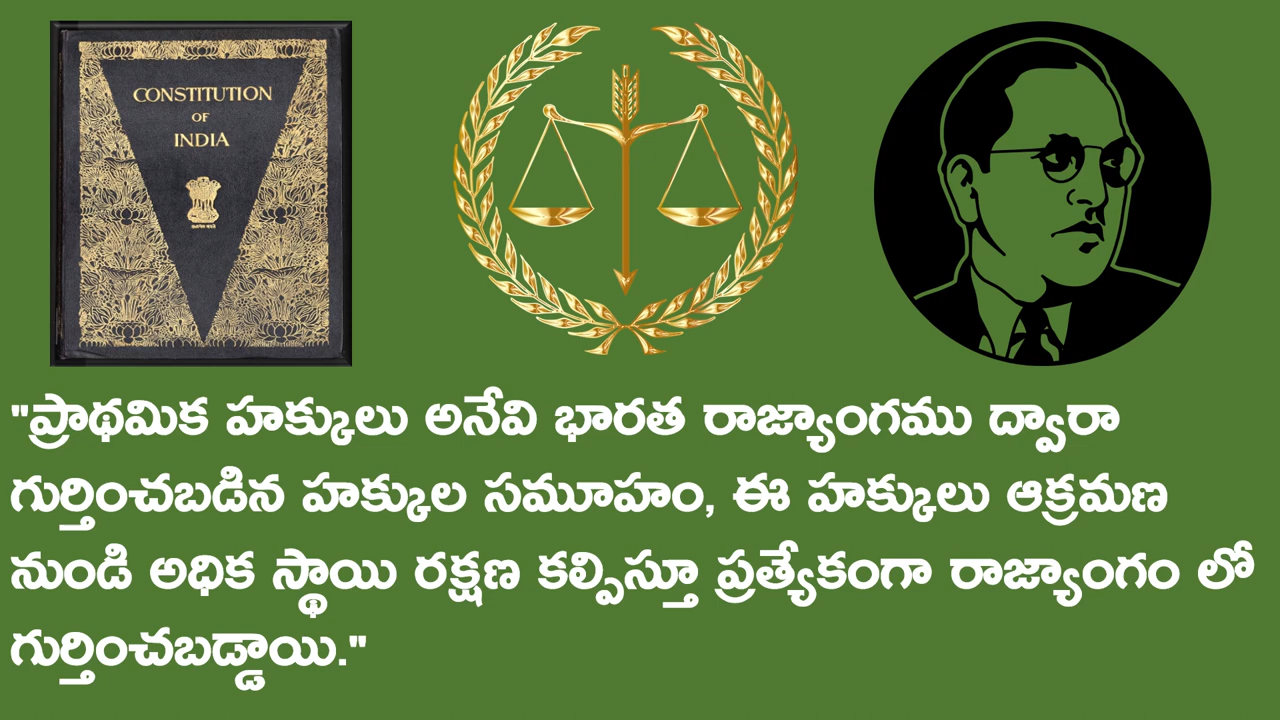 CONSTITUTION
OF
INDIA
"ప్రాథమిక హక్కులు అనేవి భారత రాజ్యాంగము ద్వారా
గుర్తించబడిన హక్కుల సమూహం, ఈ హక్కులు ఆక్రమణ
నుండి అధిక స్థాయి రక్షణ కల్పిస్తూ ప్రత్యేకంగా రాజ్యాంగం లో
గుర్తించబడ్డాయి."